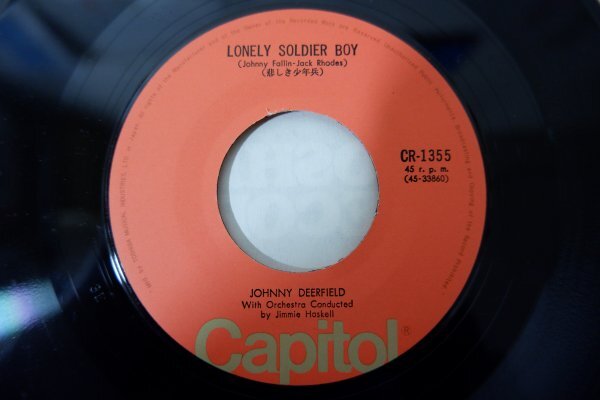 LONELY SOLDIER BOY
(Johnny Fallin-Jack Rhodes)
(悲しき少年兵)
CR-1355
45 r. p. m.
(45-33860)
JOHNNY DEERFIELD
With Orchestra Conducted
by Jimmie Haskell
Capitol®